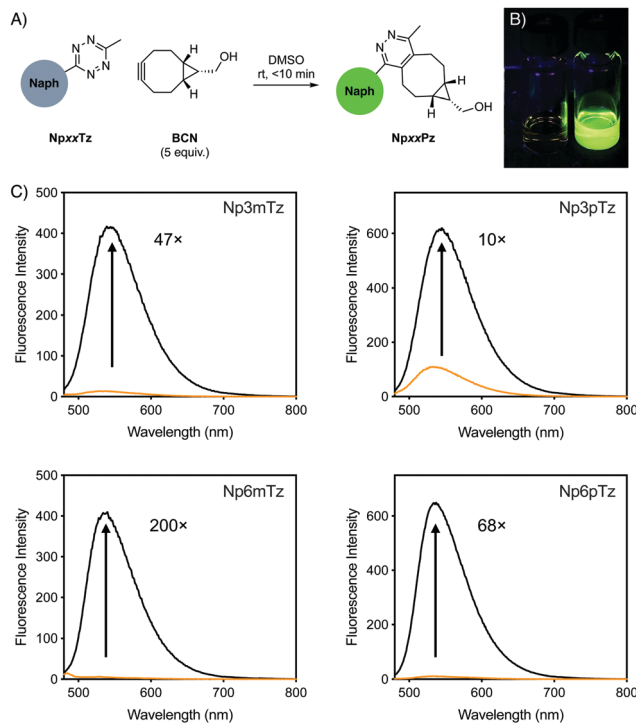 A)
Naph
N
N
N
N
NpxxTz
H
H
OH
BCN
(5 equiv.)
DMSO
rt, <10 min
N
N
Naph
H
H
OH
NpxxPz
B)
C)
Np3mTz
47×
Fluorescence Intensity
500
400
300
200
100
0
500
600
700
800
Wavelength (nm)
Np3pTz
10×
Fluorescence Intensity
600
400
200
0
500
600
700
800
Wavelength (nm)
Np6mTz
200×
Fluorescence Intensity
500
400
300
200
100
0
500
600
700
800
Wavelength (nm)
Np6pTz
68×
Fluorescence Intensity
600
400
200
0
500
600
700
800
Wavelength (nm)